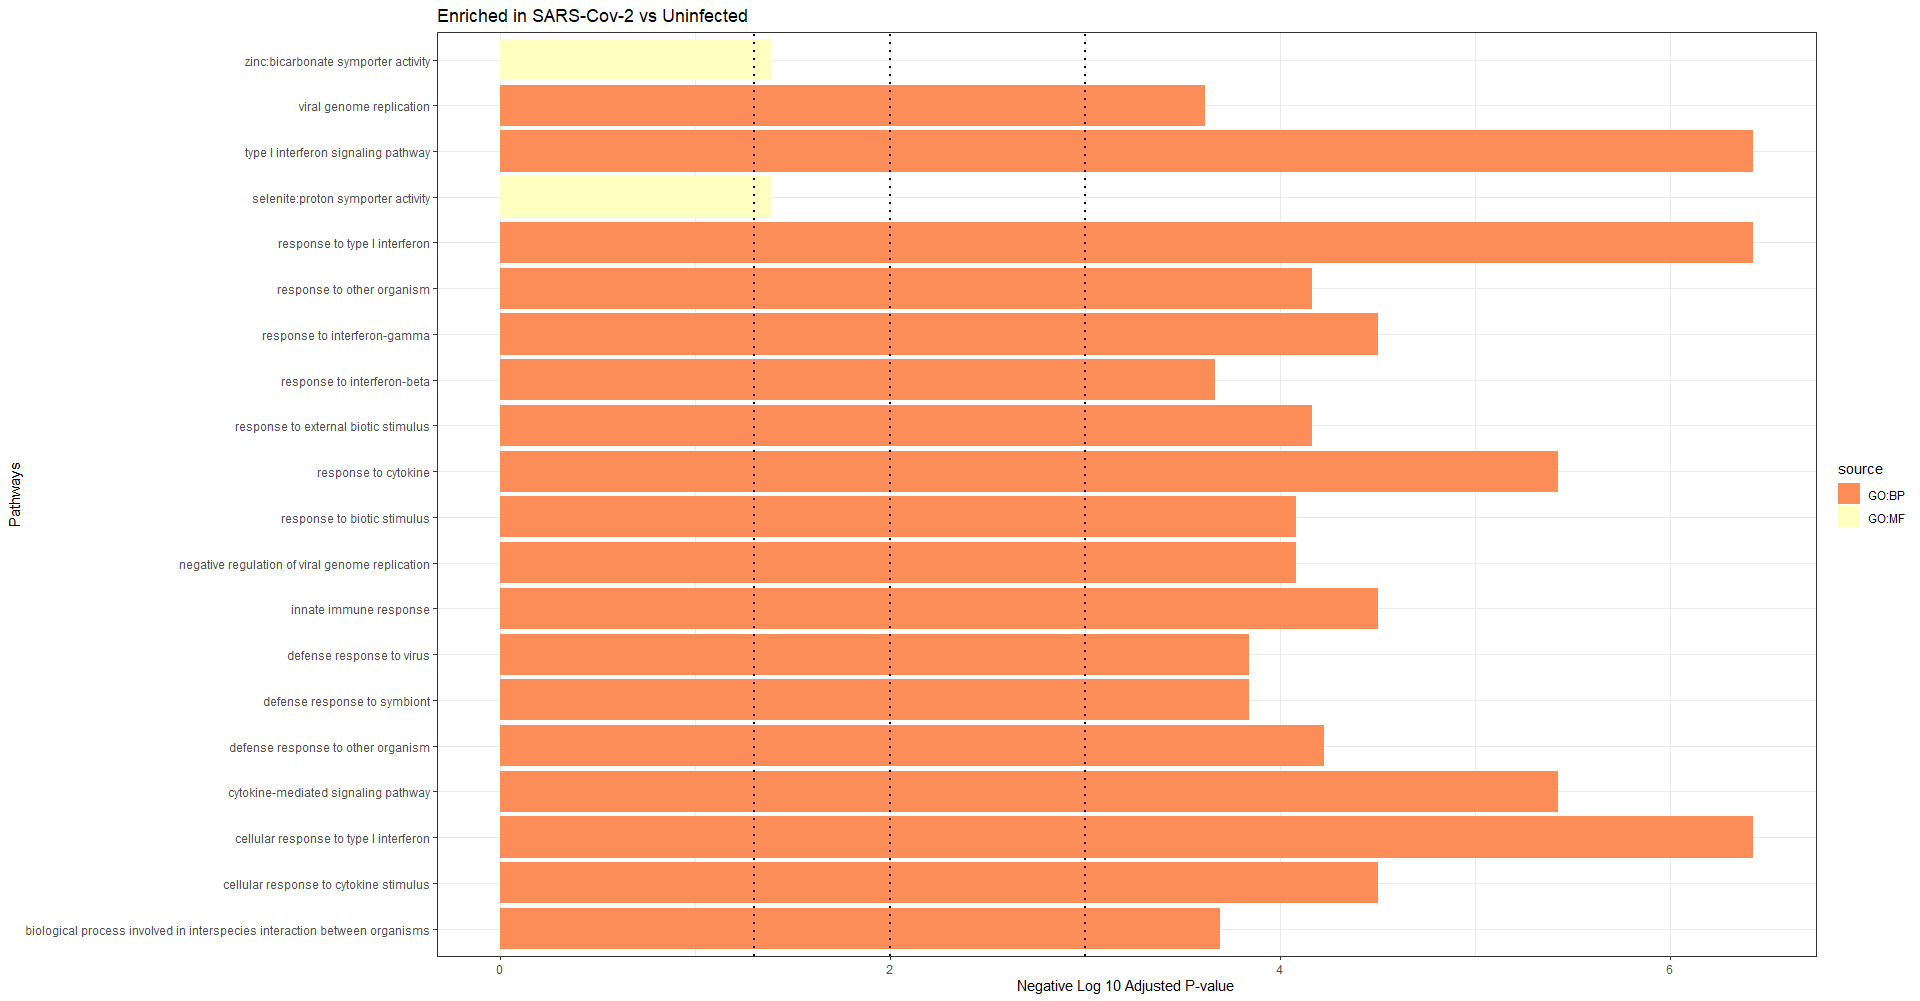 Enriched in SARS-Cov-2 vs Uninfected
zinc:bicarbonate symporter activity
viral genome replication
type I interferon signaling pathway
selenite:proton symporter activity
response to type I interferon
response to other organism
response to interferon-gamma
response to interferon-beta
response to external biotic stimulus
response to cytokine
response to biotic stimulus
negative regulation of viral genome replication
innate immune response
defense response to virus
defense response to symbiont
defense response to other organism
cytokine-mediated signaling pathway
cellular response to type I interferon
cellular response to cytokine stimulus
biological process involved in interspecies interaction between organisms
Pathways
0 2 4 6
Negative Log 10 Adjusted P-value
source
GO:BP
GO:MF